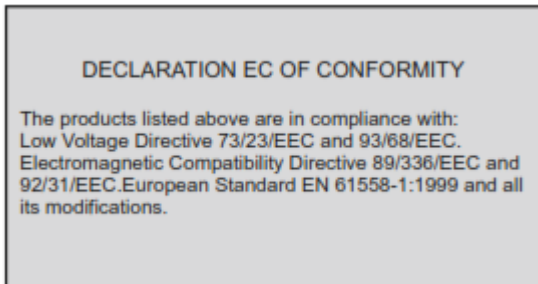 DECLARATION EC OF CONFORMITY
The products listed above are in compliance with:
Low Voltage Directive 73/23/EEC and 93/68/EEC.
Electromagnetic Compatibility Directive 89/336/EEC and
92/31/EEC.European Standard EN 61558-1:1999 and all
its modifications.